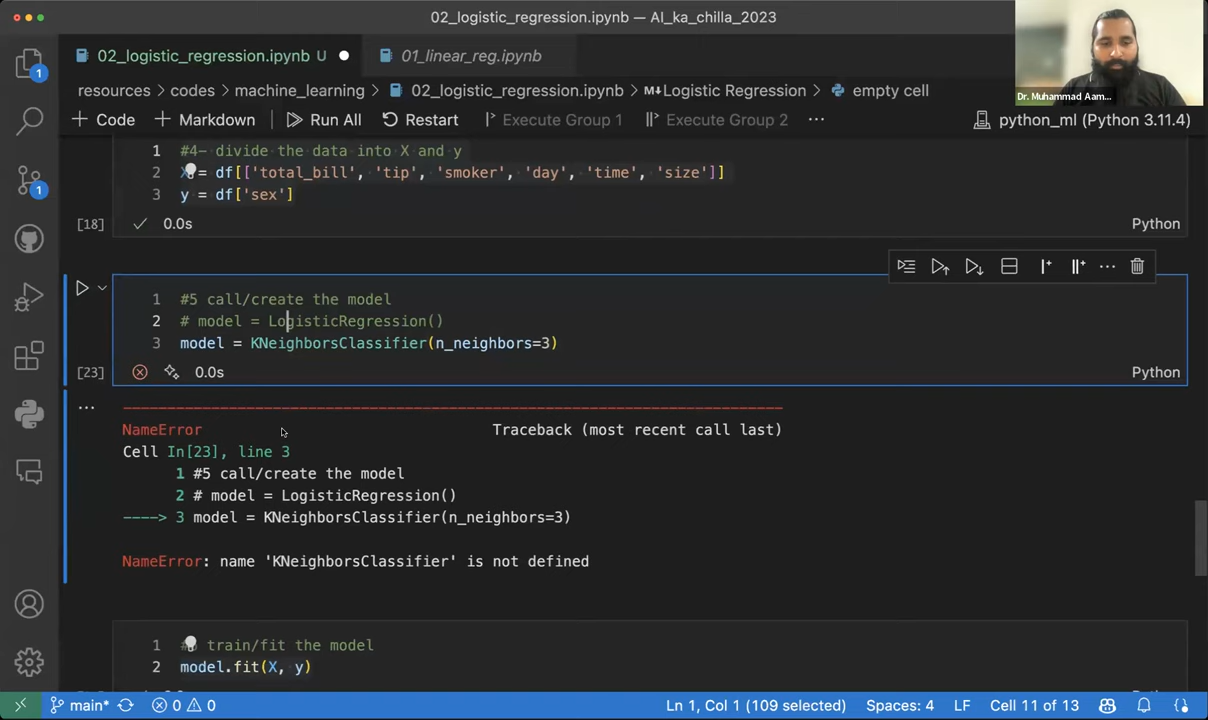 02_logistic_regression.ipynb — AI_ka_chilla_2023
02_logistic_regression.ipynb U
01_linear_reg.ipynb
Dr. Muhammad Aam...
resources > codes > machine_learning > 02_logistic_regression.ipynb > M↓Logistic Regression > empty cell
+ Code + Markdown Run All Restart Execute Group 1 Execute Group 2 ... python_ml (Python 3.11.4)
1 #4- divide the data into X and y
2 X = df[['total_bill', 'tip', 'smoker', 'day', 'time', 'size']]
3 y = df['sex']
[18] 0.0s Python
1 #5 call/create the model
2 # model = LogisticRegression()
3 model = KNeighborsClassifier(n_neighbors=3)
[23] 0.0s Python
NameError Traceback (most recent call last)
Cell In[23], line 3
1 #5 call/create the model
2 # model = LogisticRegression()
----> 3 model = KNeighborsClassifier(n_neighbors=3)
NameError: name 'KNeighborsClassifier' is not defined
1 train/fit the model
2 model.fit(X, y)
main* 0 0 Ln 1, Col 1 (109 selected) Spaces: 4 LF Cell 11 of 13